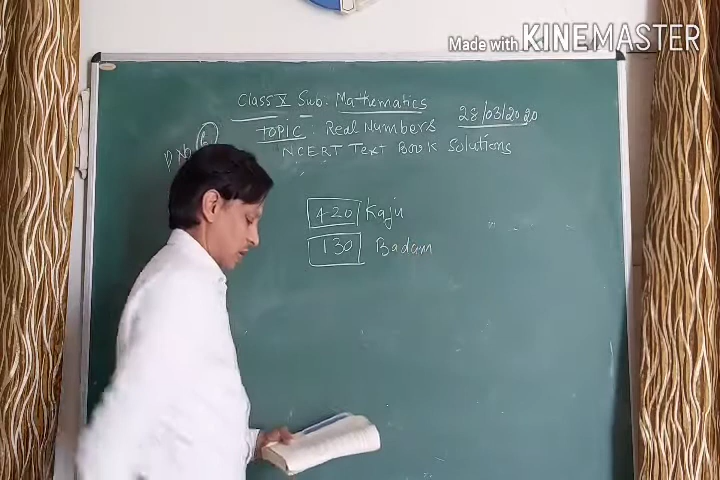 Made with KINEMASTER
Class X Sub: Mathematics
28/03/2020
topic : Real Numbers
NCERT Text Book Solutions
420 Kaju
130 Badam